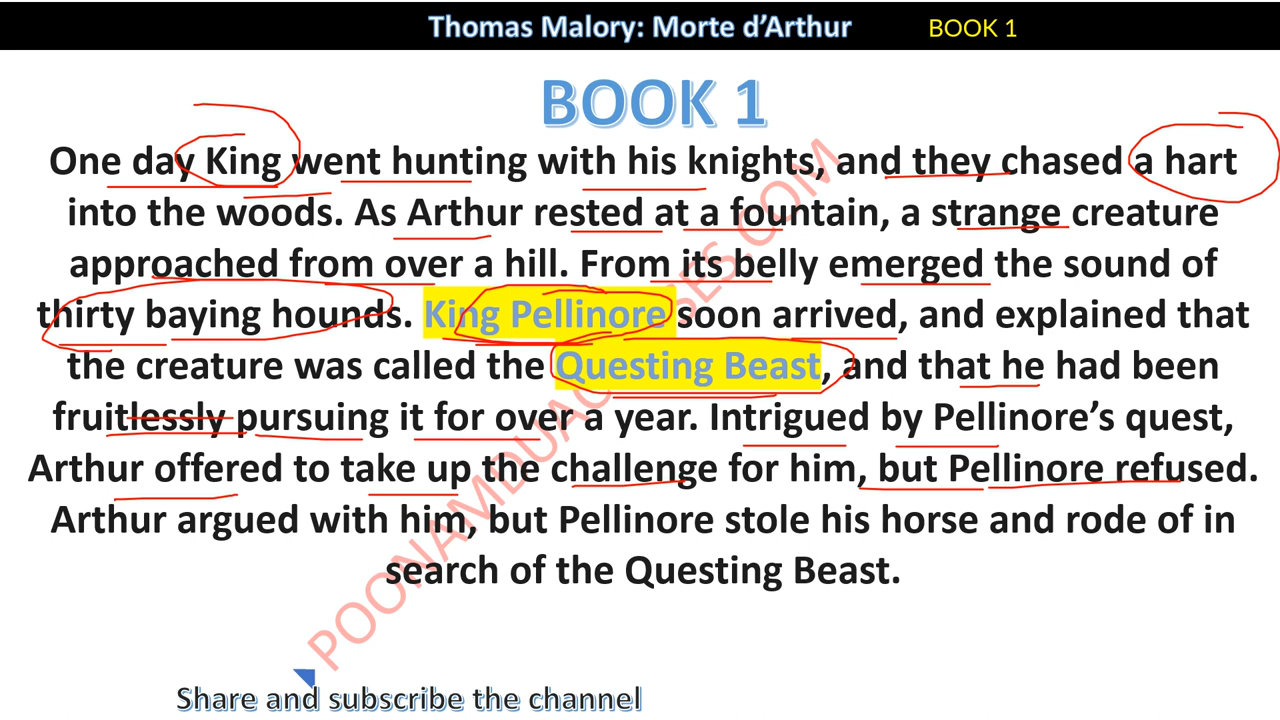 Thomas Malory: Morte d’Arthur BOOK 1
BOOK 1
One day King went hunting with his knights, and they chased a hart
into the woods. As Arthur rested at a fountain, a strange creature
approached from over a hill. From its belly emerged the sound of
thirty baying hounds. King Pellinore soon arrived, and explained that
the creature was called the Questing Beast, and that he had been
fruitlessly pursuing it for over a year. Intrigued by Pellinore’s quest,
Arthur offered to take up the challenge for him, but Pellinore refused.
Arthur argued with him, but Pellinore stole his horse and rode of in
search of the Questing Beast.
Share and subscribe the channel